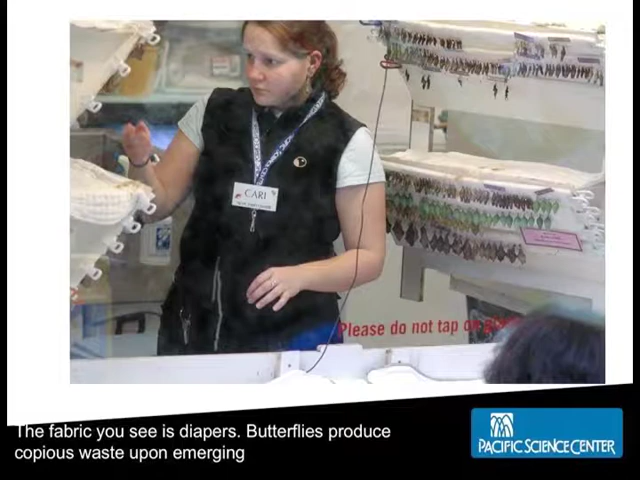 CARI
Please do not tap on glass
The fabric you see is diapers. Butterflies produce
copious waste upon emerging
PACIFIC SCIENCE CENTER